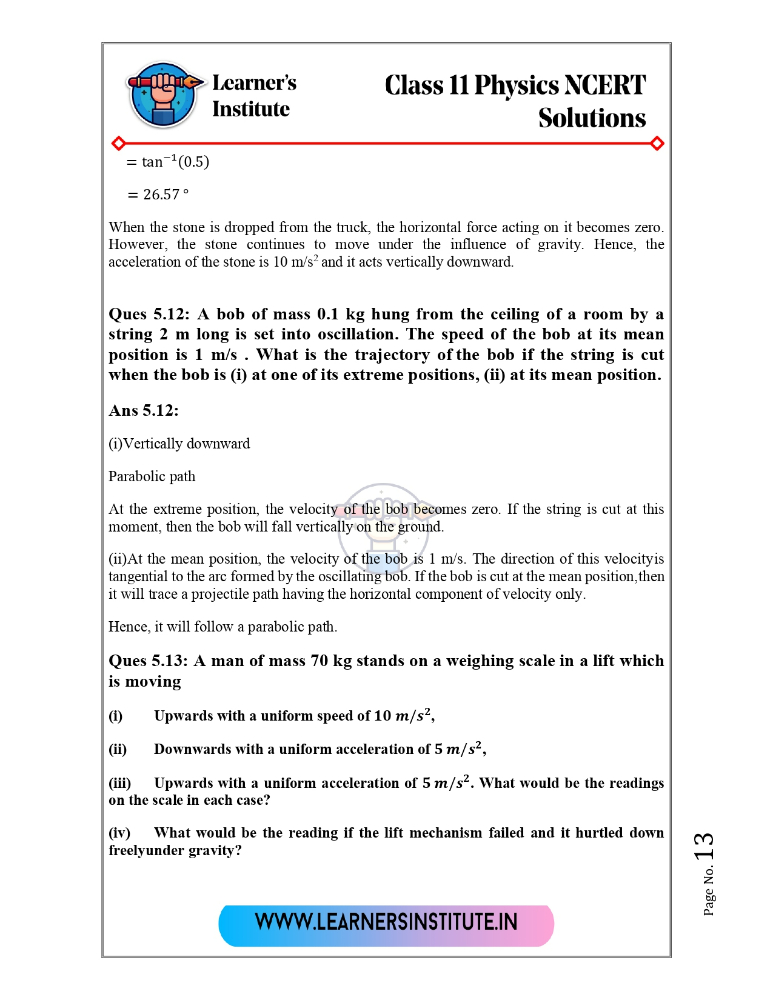 Learner's
Institute
Class 11 Physics NCERT
Solutions
= tan⁻¹(0.5)
= 26.57 °
When the stone is dropped from the truck, the horizontal force acting on it becomes zero.
However, the stone continues to move under the influence of gravity. Hence, the
acceleration of the stone is 10 m/s² and it acts vertically downward.
Ques 5.12: A bob of mass 0.1 kg hung from the ceiling of a room by a
string 2 m long is set into oscillation. The speed of the bob at its mean
position is 1 m/s . What is the trajectory of the bob if the string is cut
when the bob is (i) at one of its extreme positions, (ii) at its mean position.
Ans 5.12:
(i)Vertically downward
Parabolic path
At the extreme position, the velocity of the bob becomes zero. If the string is cut at this
moment, then the bob will fall vertically on the ground.
(ii)At the mean position, the velocity of the bob is 1 m/s. The direction of this velocityis
tangential to the arc formed by the oscillating bob. If the bob is cut at the mean position,then
it will trace a projectile path having the horizontal component of velocity only.
Hence, it will follow a parabolic path.
Ques 5.13: A man of mass 70 kg stands on a weighing scale in a lift which
is moving
(i) Upwards with a uniform speed of 10 m/s²,
(ii) Downwards with a uniform acceleration of 5 m/s²,
(iii) Upwards with a uniform acceleration of 5 m/s². What would be the readings
on the scale in each case?
(iv) What would be the reading if the lift mechanism failed and it hurtled down
freelyunder gravity?
Page No. 13
WWW.LEARNERSINSTITUTE.IN